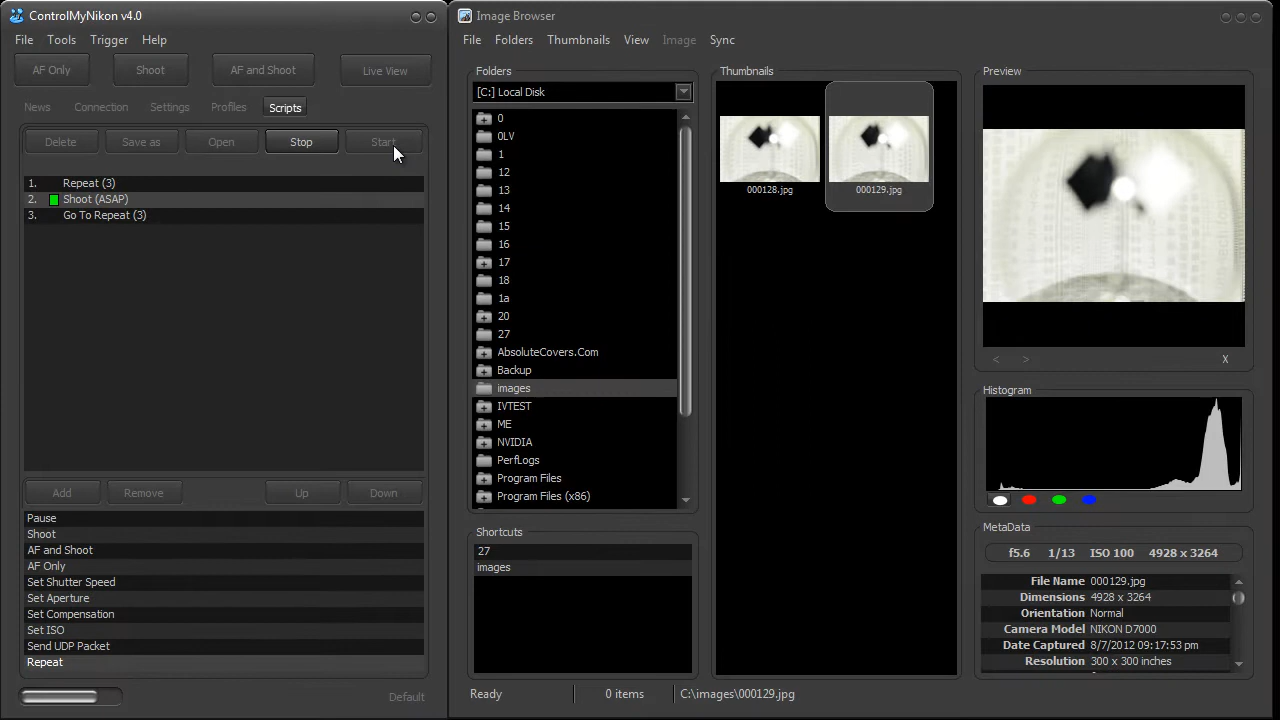 ControlMyNikon v4.0
File Tools Trigger Help
AF Only Shoot AF and Shoot Live View
News Connection Settings Profiles Scripts
Delete Save as Open Stop Start
1. Repeat (3)
2. Shoot (ASAP)
3. Go To Repeat (3)
Add Remove Up Down
Pause
Shoot
AF and Shoot
AF Only
Set Shutter Speed
Set Aperture
Set Compensation
Set ISO
Send UDP Packet
Repeat
Default
Image Browser
File Folders Thumbnails View Image Sync
Folders
[C:] Local Disk
0
0LV
1
12
13
14
15
16
17
18
1a
20
27
AbsoluteCovers.Com
Backup
images
IVTEST
ME
NVIDIA
PerfLogs
Program Files
Program Files (x86)
Shortcuts
27
images
Ready 0 items C:\images\000129.jpg
Thumbnails
000128.jpg 000129.jpg
Preview
< > X
Histogram
MetaData
f5.6 1/13 ISO 100 4928 x 3264
File Name 000129.jpg
Dimensions 4928 x 3264
Orientation Normal
Camera Model NIKON D7000
Date Captured 8/7/2012 09:17:53 pm
Resolution 300 x 300 inches